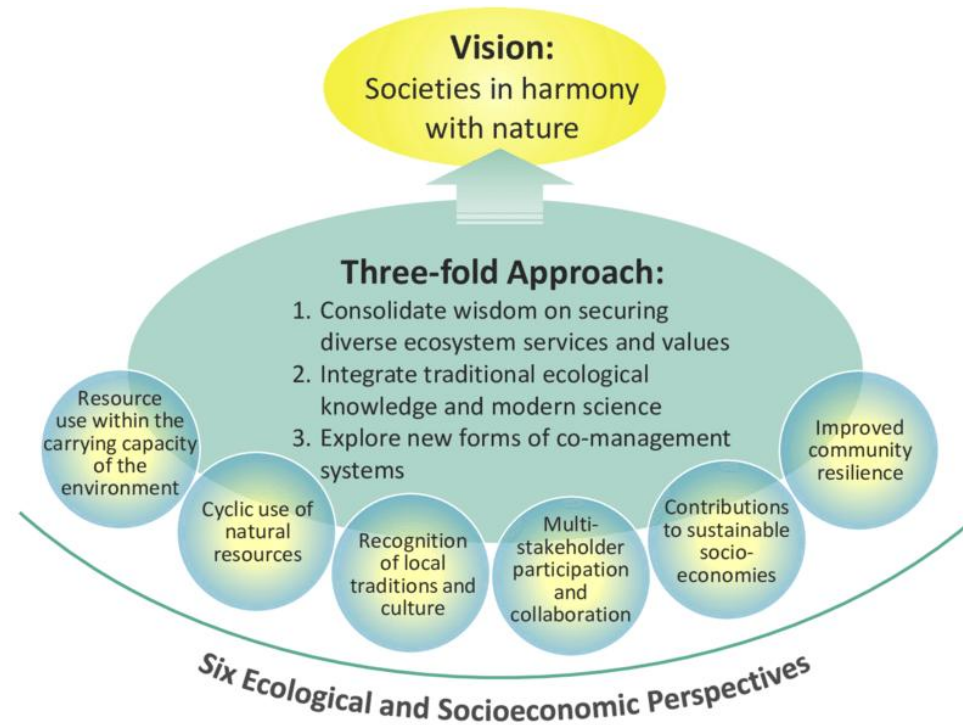 Vision:
Societies in harmony
with nature
Three-fold Approach:
1. Consolidate wisdom on securing
diverse ecosystem services and values
2. Integrate traditional ecological
knowledge and modern science
3. Explore new forms of co-management
systems
Resource
use within the
carrying capacity
of the
environment
Cyclic use of
natural
resources
Recognition
of local
traditions and
culture
Multi-
stakeholder
participation
and
collaboration
Contributions
to sustainable
socio-
economies
Improved
community
resilience
Six Ecological and Socioeconomic Perspectives